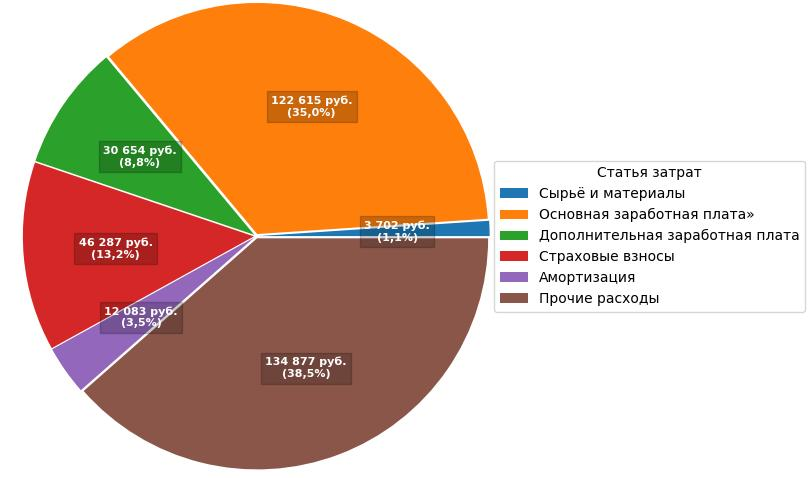 122 615 руб.
(35,0%)
30 654 руб.
(8,8%)
3 702 руб.
(1,1%)
46 287 руб.
(13,2%)
12 083 руб.
(3,5%)
134 877 руб.
(38,5%)
Статья затрат
Сырьё и материалы
Основная заработная плата»
Дополнительная заработная плата
Страховые взносы
Амортизация
Прочие расходы